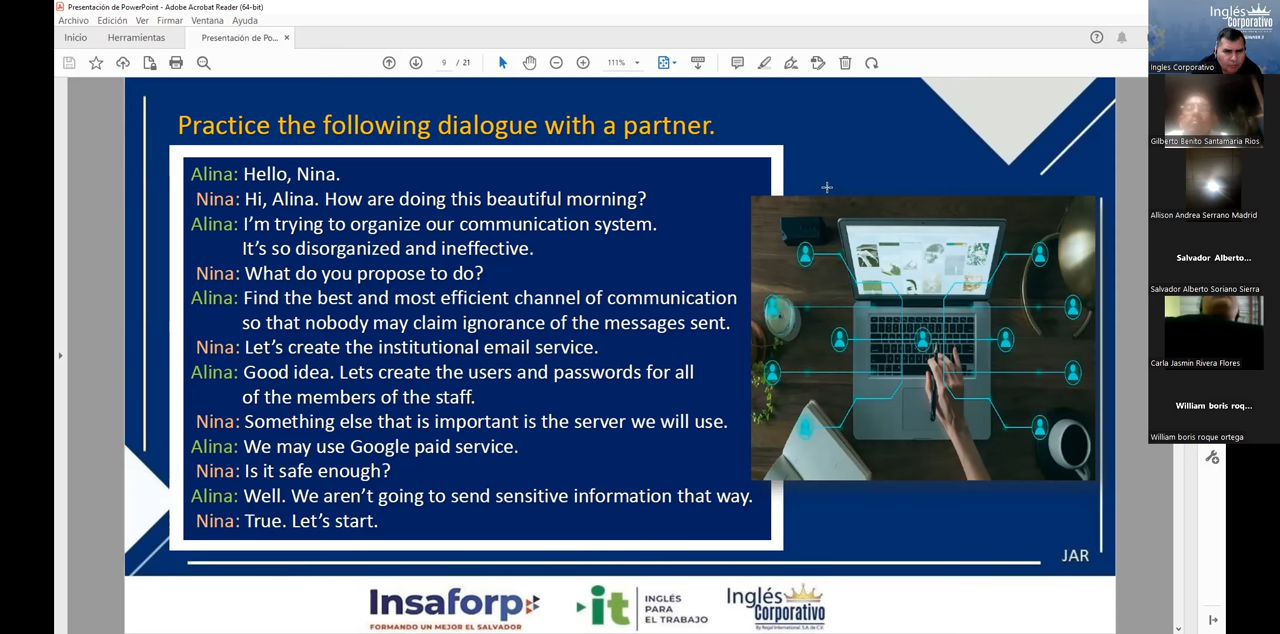 Presentación de PowerPoint - Adobe Acrobat Reader (64-bit)
Archivo Edición Ver Firmar Ventana Ayuda
Inicio Herramientas Presentación de Po... ×
9 / 21 111%
Practice the following dialogue with a partner.
Alina: Hello, Nina.
Nina: Hi, Alina. How are doing this beautiful morning?
Alina: I'm trying to organize our communication system.
It's so disorganized and ineffective.
Nina: What do you propose to do?
Alina: Find the best and most efficient channel of communication
so that nobody may claim ignorance of the messages sent.
Nina: Let's create the institutional email service.
Alina: Good idea. Lets create the users and passwords for all
of the members of the staff.
Nina: Something else that is important is the server we will use.
Alina: We may use Google paid service.
Nina: Is it safe enough?
Alina: Well. We aren't going to send sensitive information that way.
Nina: True. Let's start.
JAR
Insaforp
FORMANDO UN MEJOR EL SALVADOR
it
INGLÉS
PARA
EL TRABAJO
Inglés
Corporativo
By Regal International, S.A. de C.V.
Inglés
Corporativo
Ingles Corporativo
Gilberto Benito Santamaria Rios
Allison Andrea Serrano Madrid
Salvador Alberto...
Salvador Alberto Soriano Sierra
Carla Jasmin Rivera Flores
William boris roq...
William boris roque ortega